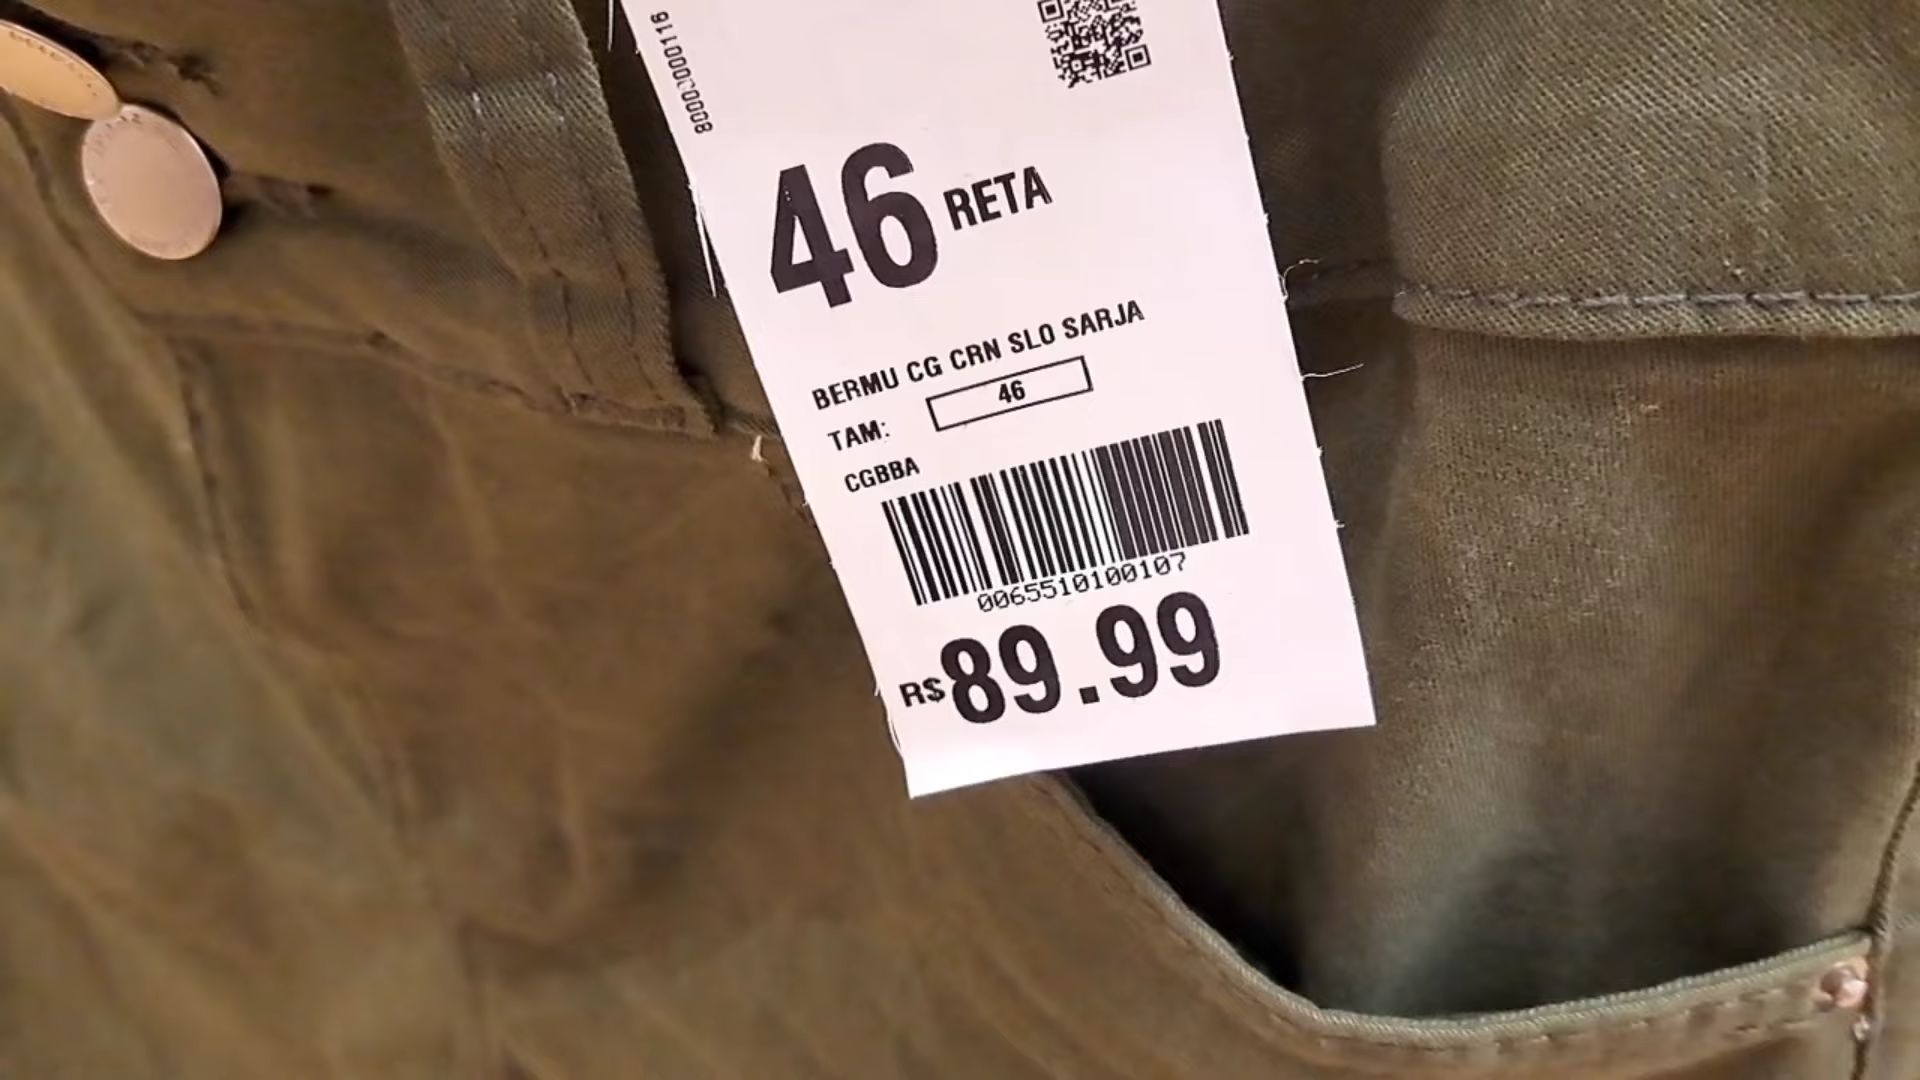 46 RETA
BERMU CG CRN SLO SARJA
TAM: 46
CGBBA
0065510100107
R$89.99